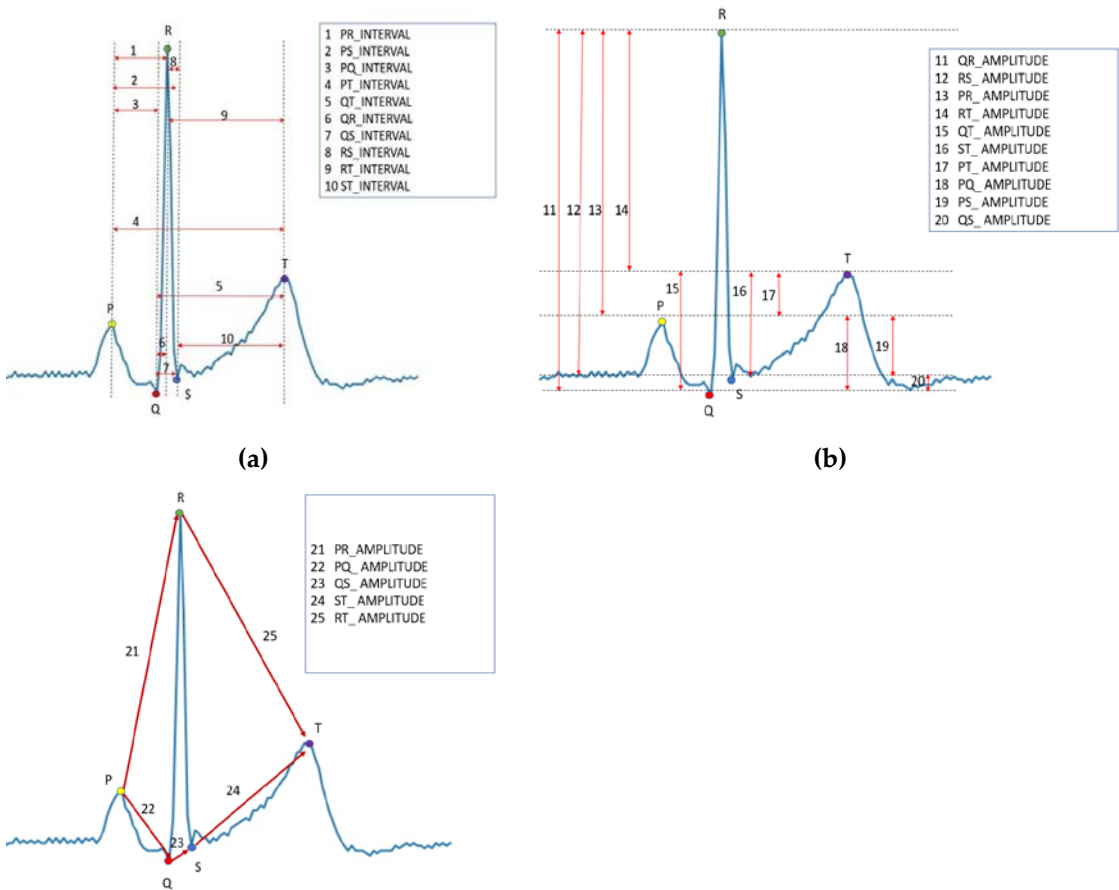 R
1 PR_INTERVAL
2 PS_INTERVAL
3 PQ_INTERVAL
4 PT_INTERVAL
5 QT_INTERVAL
6 QR_INTERVAL
7 QS_INTERVAL
8 RS_INTERVAL
9 RT_INTERVAL
10 ST_INTERVAL
1
8
2
3
9
4
T
5
P
10
6
7
S
Q
(a)
R
11 QR_AMPLITUDE
12 RS_AMPLITUDE
13 PR_AMPLITUDE
14 RT_ AMPLITUDE
15 QT_ AMPLITUDE
16 ST_ AMPLITUDE
17 PT_ AMPLITUDE
18 PQ_ AMPLITUDE
19 PS_ AMPLITUDE
20 QS_ AMPLITUDE
11 12 13 14
T
15 16 17
P
18 19
20
S
Q
(b)
R
21 PR_AMPLITUDE
22 PQ_ AMPLITUDE
23 QS_ AMPLITUDE
24 ST_ AMPLITUDE
25 RT_ AMPLITUDE
21
25
T
P
24
22
23
S
Q